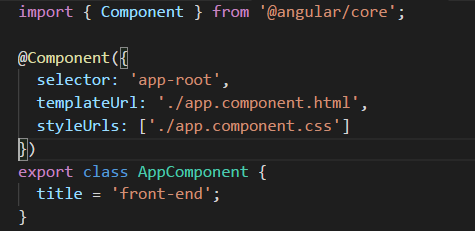 import { Component } from '@angular/core';
@Component({
selector: 'app-root',
templateUrl: './app.component.html',
styleUrls: ['./app.component.css']
})
export class AppComponent {
title = 'front-end';
}